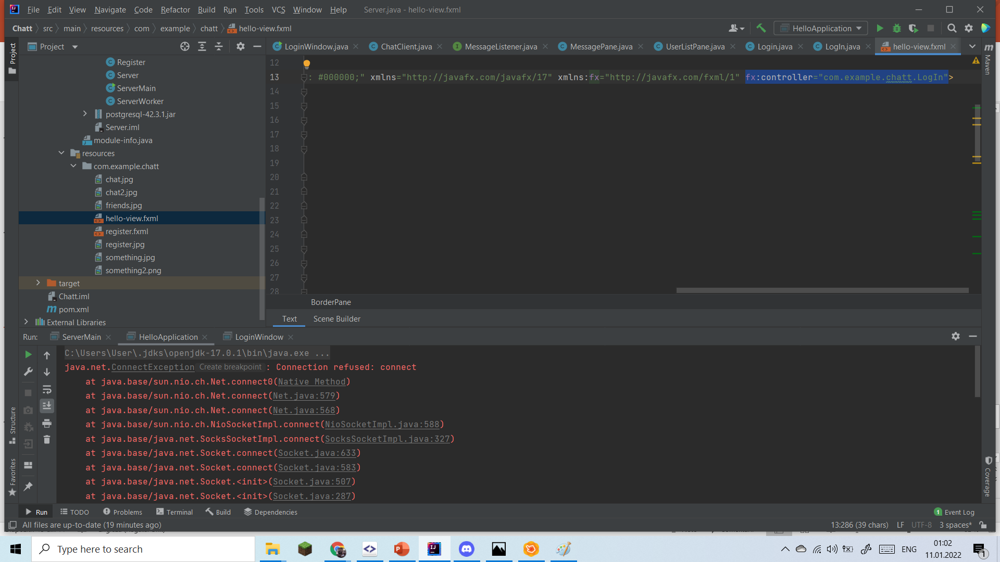 File Edit View Navigate Code Refactor Build Run Tools VCS Window Help Server.java - hello-view.fxml
Chatt src main resources com example chatt hello-view.fxml HelloApplication
Project
LoginWindow.java ChatClient.java MessageListener.java MessagePane.java UserListPane.java Login.java LogIn.java hello-view.fxml
Project
Maven
Register
Server
ServerMain
ServerWorker
postgresql-42.3.1.jar
Server.iml
module-info.java
resources
com.example.chatt
chat.jpg
chat2.jpg
friends.jpg
hello-view.fxml
register.fxml
register.jpg
something.jpg
something2.png
target
Chatt.iml
pom.xml
External Libraries
12
13 : #000000;" xmlns="http://javafx.com/javafx/17" xmlns:fx="http://javafx.com/fxml/1" fx:controller="com.example.chatt.LogIn">
14
15
16
17
18
19
20
21
22
23
24
25
26
27
28
BorderPane
Text Scene Builder
Run: ServerMain HelloApplication LoginWindow
C:\Users\User\.jdks\openjdk-17.0.1\bin\java.exe ...
java.net.ConnectException Create breakpoint : Connection refused: connect
at java.base/sun.nio.ch.Net.connect0(Native Method)
at java.base/sun.nio.ch.Net.connect(Net.java:579)
at java.base/sun.nio.ch.Net.connect(Net.java:568)
at java.base/sun.nio.ch.NioSocketImpl.connect(NioSocketImpl.java:588)
at java.base/java.net.SocksSocketImpl.connect(SocksSocketImpl.java:327)
at java.base/java.net.Socket.connect(Socket.java:633)
at java.base/java.net.Socket.connect(Socket.java:583)
at java.base/java.net.Socket.<init>(Socket.java:507)
at java.base/java.net.Socket.<init>(Socket.java:287)
Structure
Favorites
Coverage
Run TODO Problems Terminal Build Dependencies 1 Event Log
All files are up-to-date (19 minutes ago) 13:286 (39 chars) LF UTF-8 3 spaces*
Type here to search ENG 01:02
11.01.2022
1